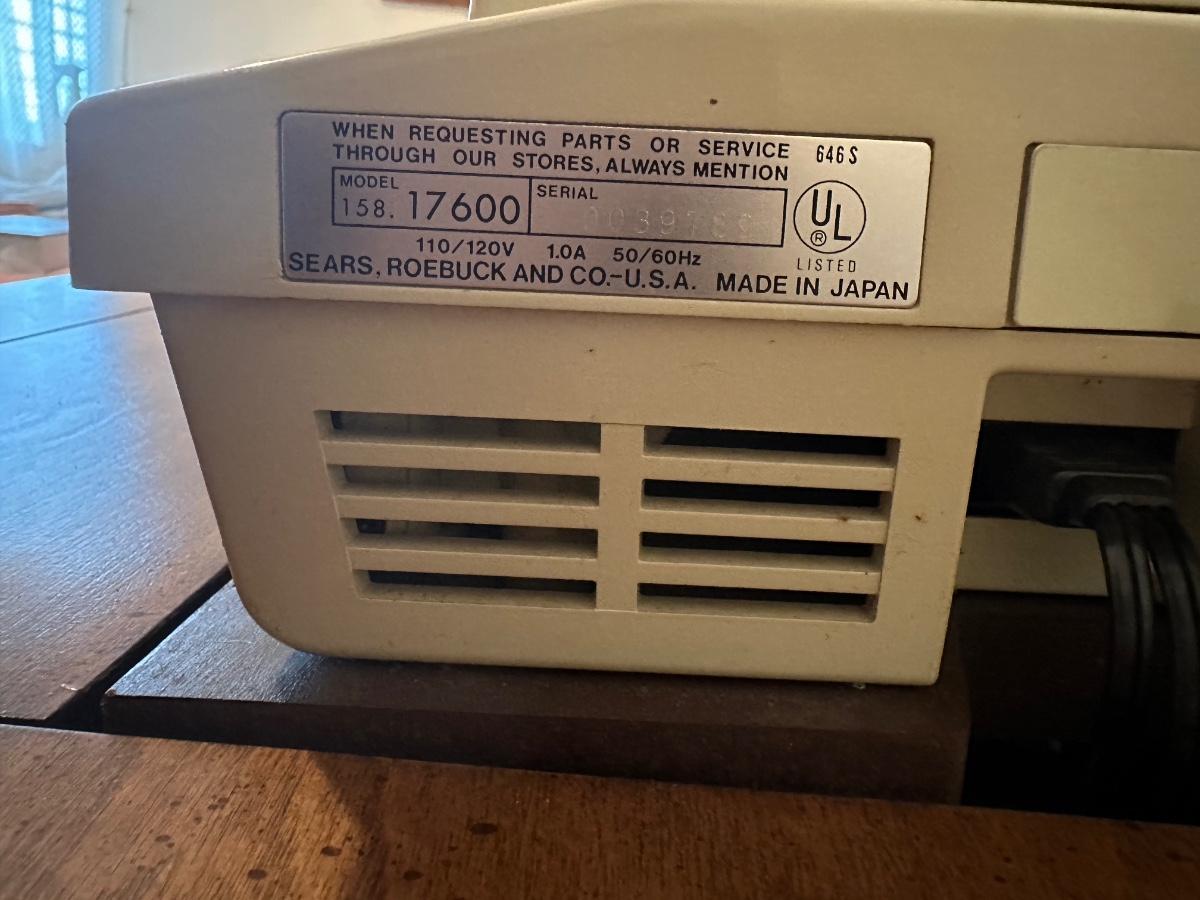 WHEN REQUESTING PARTS OR SERVICE 646 S
THROUGH OUR STORES, ALWAYS MENTION
MODEL SERIAL
158. 17600
UL
®
LISTED
110/120V 1.0A 50/60Hz
SEARS, ROEBUCK AND CO.-U.S.A. MADE IN JAPAN